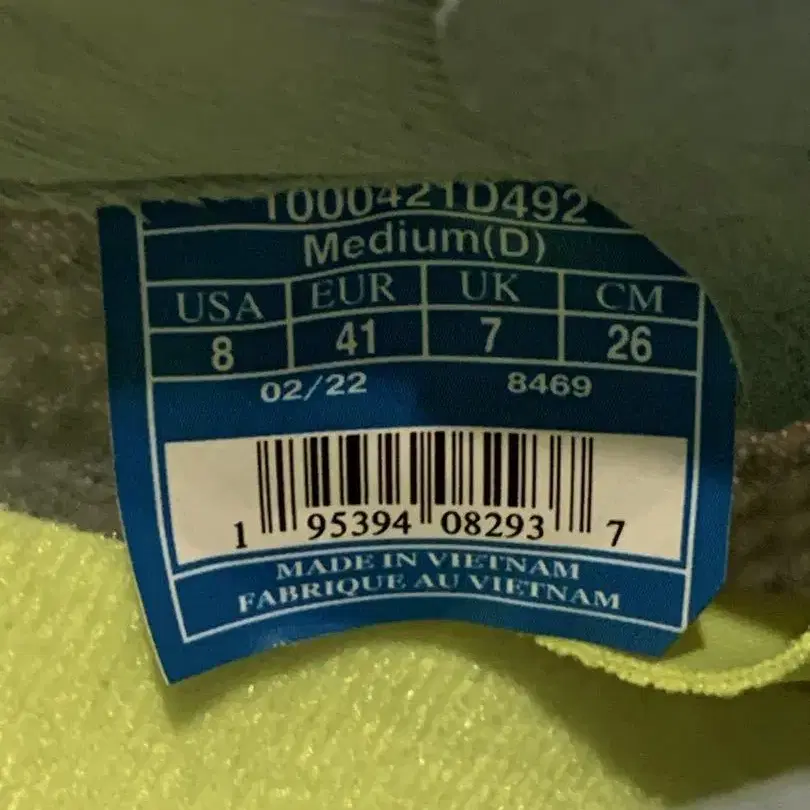 1000421D492
Medium(D)
USA EUR UK CM
8 41 7 26
02/22 8469
1 95394 08293 7
MADE IN VIETNAM
FABRIQUE AU VIETNAM